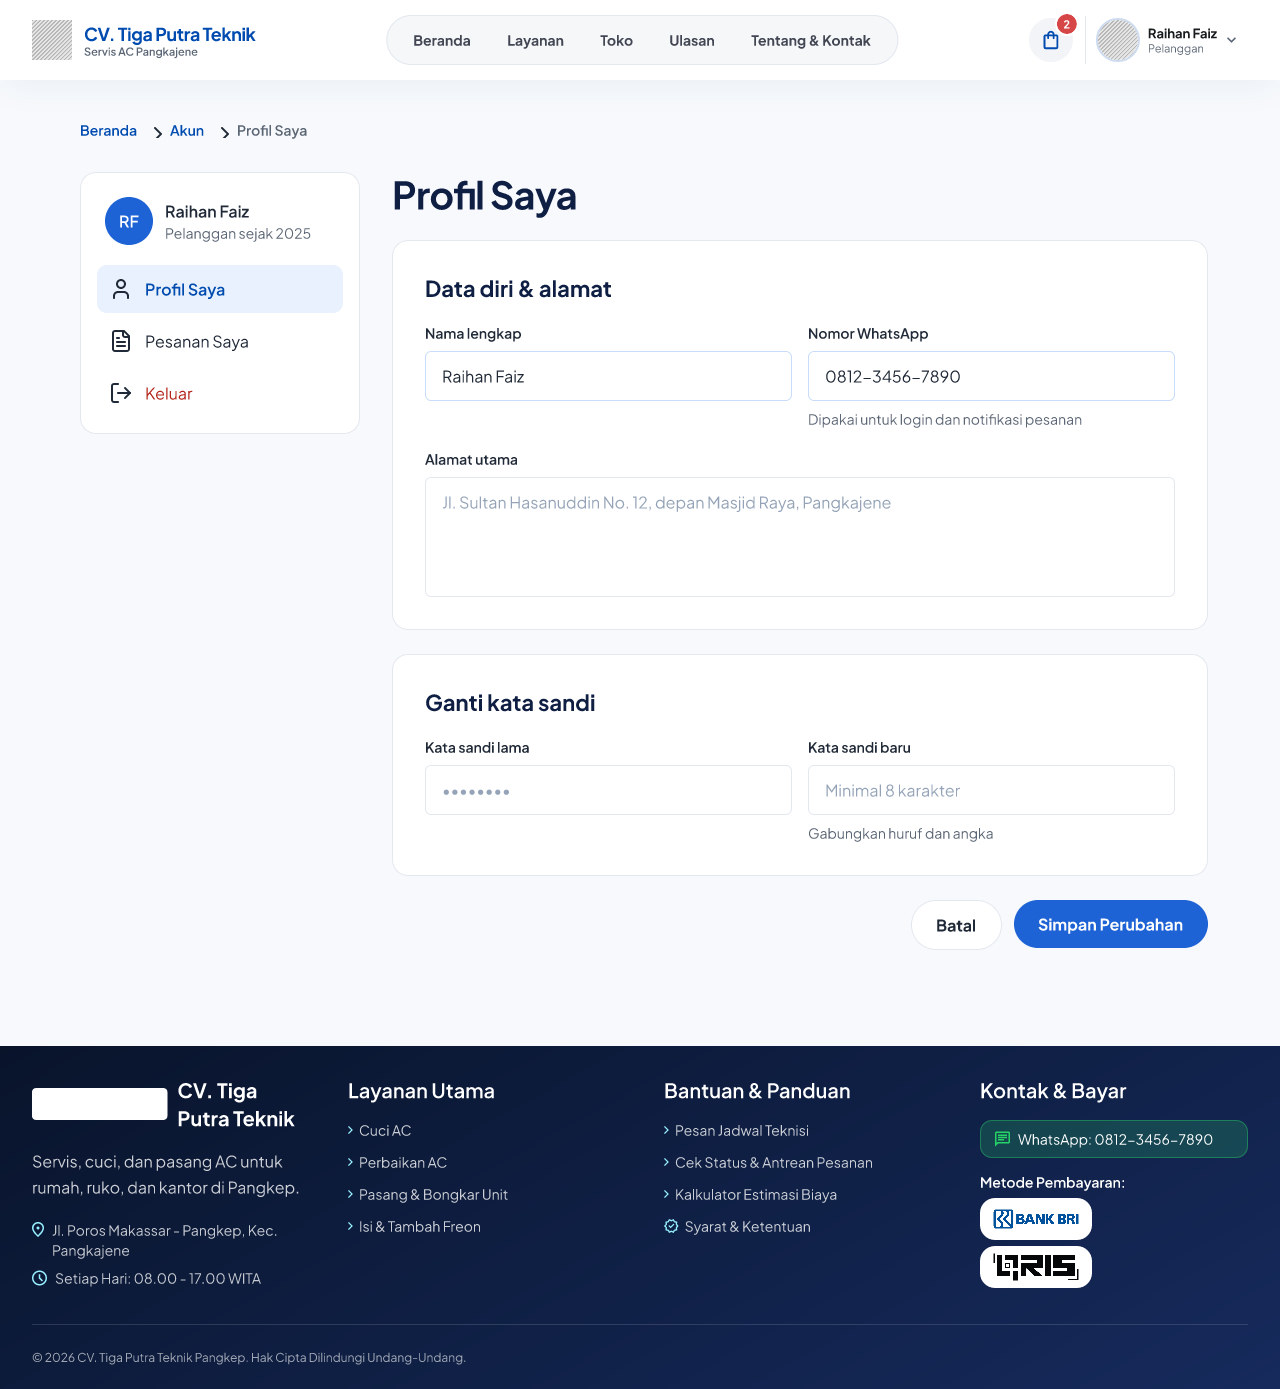 CV. Tiga Putra Teknik
Servis AC Pangkajene
Beranda
Layanan
Toko
Ulasan
Tentang & Kontak
2
Raihan Faiz
Pelanggan
Beranda
Akun
Profil Saya
RF
Raihan Faiz
Pelanggan sejak 2025
Profil Saya
Pesanan Saya
Keluar
Profil Saya
Data diri & alamat
Nama lengkap
Raihan Faiz
Nomor WhatsApp
0812-3456-7890
Dipakai untuk login dan notifikasi pesanan
Alamat utama
Jl. Sultan Hasanuddin No. 12, depan Masjid Raya, Pangkajene
Ganti kata sandi
Kata sandi lama
••••••••
Kata sandi baru
Minimal 8 karakter
Gabungkan huruf dan angka
Batal
Simpan Perubahan
CV. Tiga
Putra Teknik
Servis, cuci, dan pasang AC untuk
rumah, ruko, dan kantor di Pangkep.
Jl. Poros Makassar - Pangkep, Kec.
Pangkajene
Setiap Hari: 08.00 - 17.00 WITA
Layanan Utama
Cuci AC
Perbaikan AC
Pasang & Bongkar Unit
Isi & Tambah Freon
Bantuan & Panduan
Pesan Jadwal Teknisi
Cek Status & Antrean Pesanan
Kalkulator Estimasi Biaya
Syarat & Ketentuan
Kontak & Bayar
WhatsApp: 0812-3456-7890
Metode Pembayaran:
BANK BRI
QRIS
© 2026 CV. Tiga Putra Teknik Pangkep. Hak Cipta Dilindungi Undang-Undang.